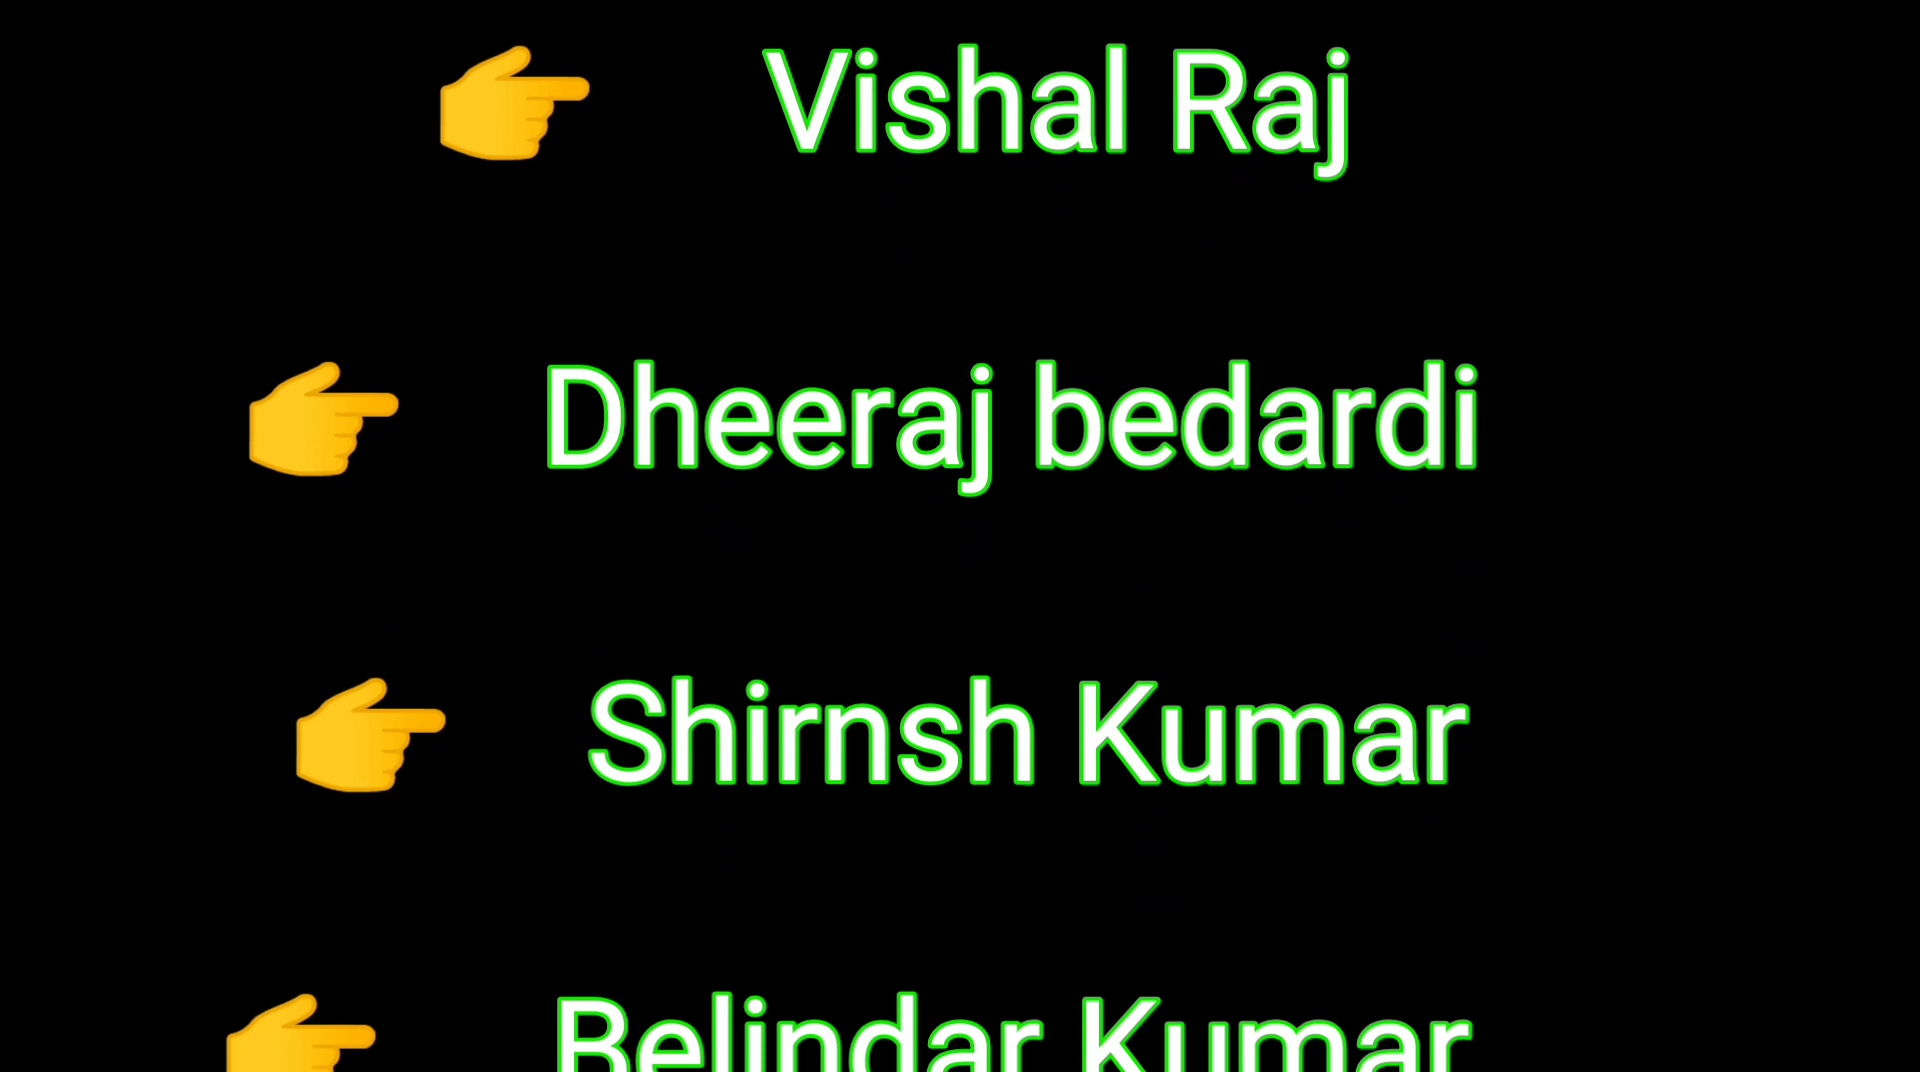 👉 Vishal Raj
👉 Dheeraj bedardi
👉 Shirnsh Kumar
👉 Belindar Kumar